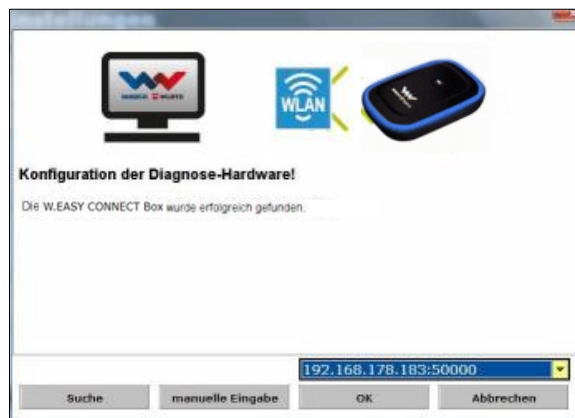 WLAN
Konfiguration der Diagnose-Hardware!
Die W.EASY CONNECT Box wurde erfolgreich gefunden.
192.168.178.183:50000
Suche
manuelle Eingabe
OK
Abbrechen